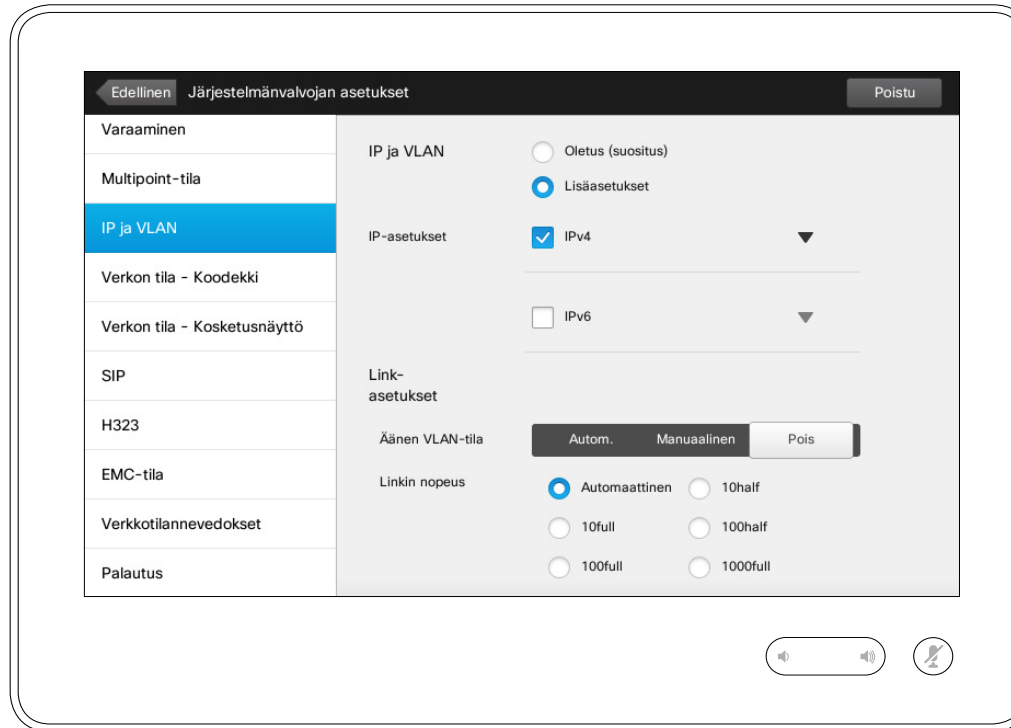 Edellinen Järjestelmänvalvojan asetukset Poistu
Varaaminen
Multipoint-tila
IP ja VLAN
Verkon tila - Koodekki
Verkon tila - Kosketusnäyttö
SIP
H323
EMC-tila
Verkkotilannevedokset
Palautus
IP ja VLAN
Oletus (suositus)
Lisäasetukset
IP-asetukset
IPv4
IPv6
Link-
asetukset
Äänen VLAN-tila
Autom. Manuaalinen Pois
Linkin nopeus
Automaattinen 10half
10full 100half
100full 1000full